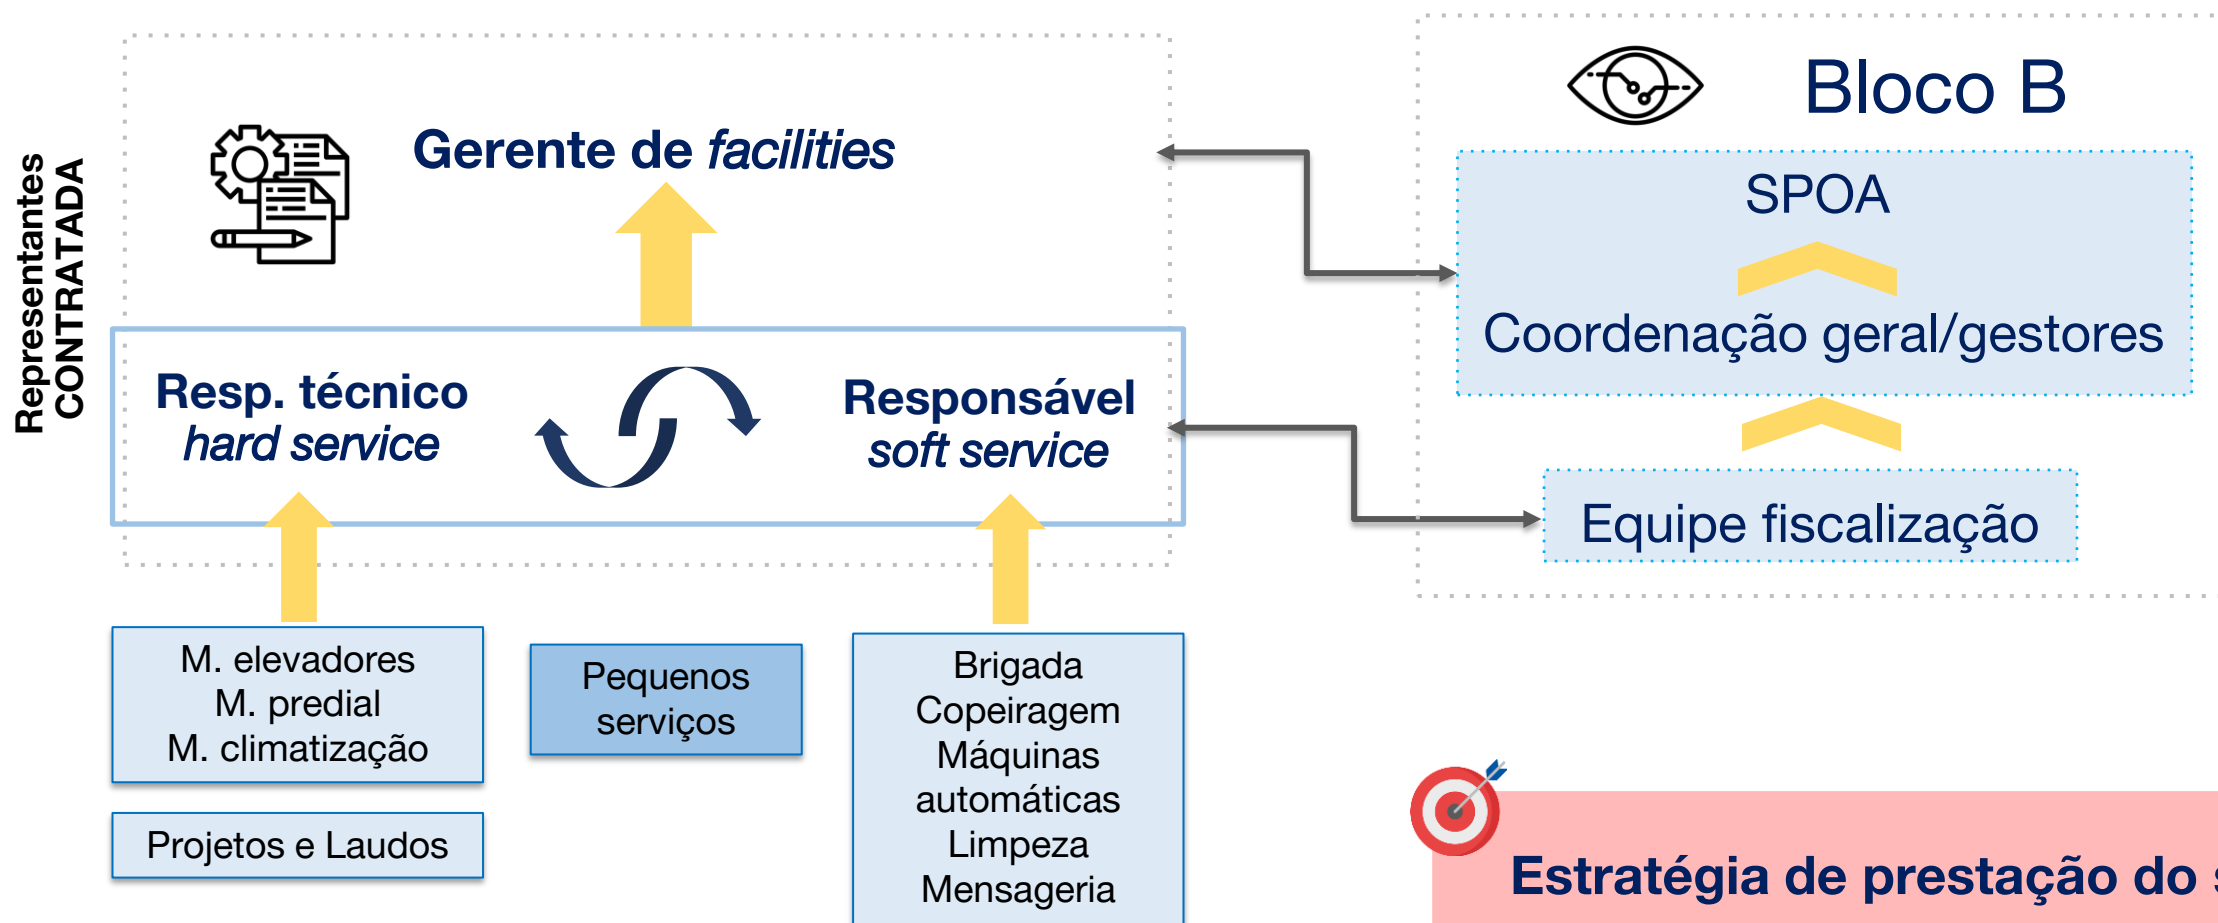 Representantes
CONTRATADA
Gerente de facilities
Resp. técnico
hard service
Responsável
soft service
M. elevadores
M. predial
M. climatização
Projetos e Laudos
Pequenos
serviços
Brigada
Copeiragem
Máquinas
automáticas
Limpeza
Mensageria
Bloco B
SPOA
Coordenação geral/gestores
Equipe fiscalização
Estratégia de prestação do